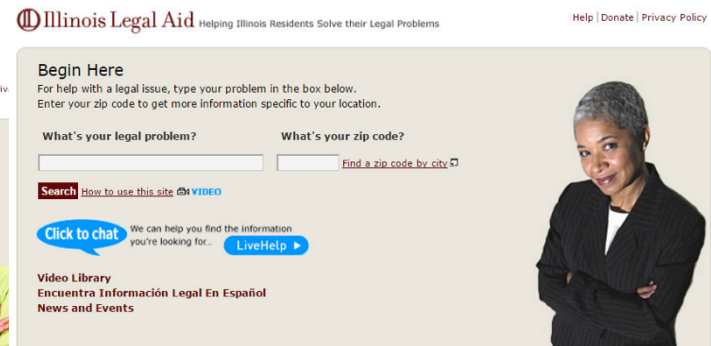 Illinois Legal Aid Helping Illinois Residents Solve their Legal Problems
Help | Donate | Privacy Policy
Begin Here
For help with a legal issue, type your problem in the box below.
Enter your zip code to get more information specific to your location.
What's your legal problem? What's your zip code?
Find a zip code by city
Search How to use this site VIDEO
Click to chat We can help you find the information
you're looking for.. LiveHelp
Video Library
Encuentra Información Legal En Español
News and Events